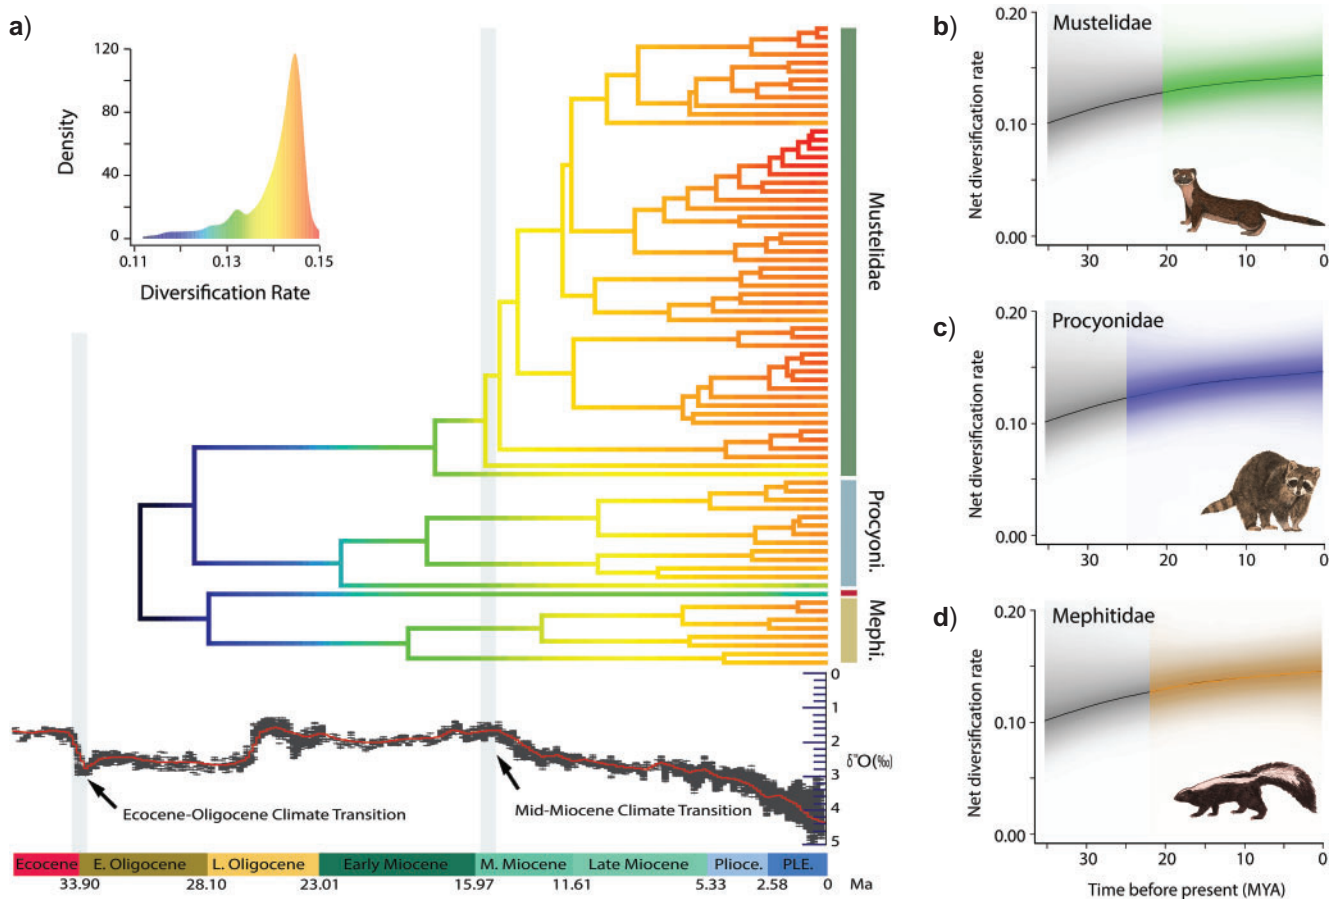 a)
120
80
40
0
Density
0.11 0.13 0.15
Diversification Rate
Mustelidae
Procyoni.
Mephi.
0
1
2
3
4
5
δ18O(‰)
Ecocene-Oligocene Climate Transition
Mid-Miocene Climate Transition
Ecocene E. Oligocene L. Oligocene Early Miocene M. Miocene Late Miocene Plioce. PLE.
33.90 28.10 23.01 15.97 11.61 5.33 2.58 0 Ma
b)
Mustelidae
Net diversification rate
0.20
0.10
0.00
30 20 10 0
c)
Procyonidae
Net diversification rate
0.20
0.10
0.00
30 20 10 0
d)
Mephitidae
Net diversification rate
0.20
0.10
0.00
30 20 10 0
Time before present (MYA)